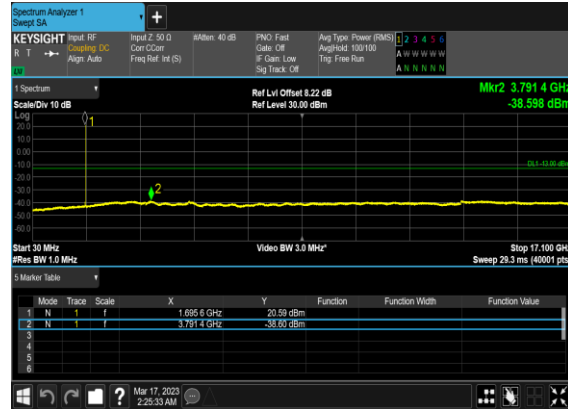 Spectrum Analyzer 1
Swept SA
KEYSIGHT Input: RF Input Z: 50 Ω #Atten: 40 dB PNO: Fast Avg Type: Power (RMS) 1 2 3 4 5 6
R T Coupling: DC Corr CCorr Gate: Off Avg|Hold: 100/100 A W W W W W
Align: Auto Freq Ref: Int (S) IF Gain: Low Trig: Free Run
Sig Track: Off A N N N N N
1 Spectrum Ref Lvl Offset 8.22 dB Mkr2 3.791 4 GHz
Scale/Div 10 dB Ref Level 30.00 dBm -38.598 dBm
Log
20.0 1
10.0
0.00
-10.0 DL1 -13.00 dBm
-20.0
-30.0 2
-40.0
-50.0
-60.0
Start 30 MHz Video BW 3.0 MHz* Stop 17.100 GHz
#Res BW 1.0 MHz Sweep 29.3 ms (40001 pts)
5 Marker Table
Mode Trace Scale X Y Function Function Width Function Value
1 N 1 f 1.695 6 GHz 20.59 dBm
2 N 1 f 3.791 4 GHz -38.60 dBm
3
4
5
6
? Mar 17, 2023
2:25:33 AM